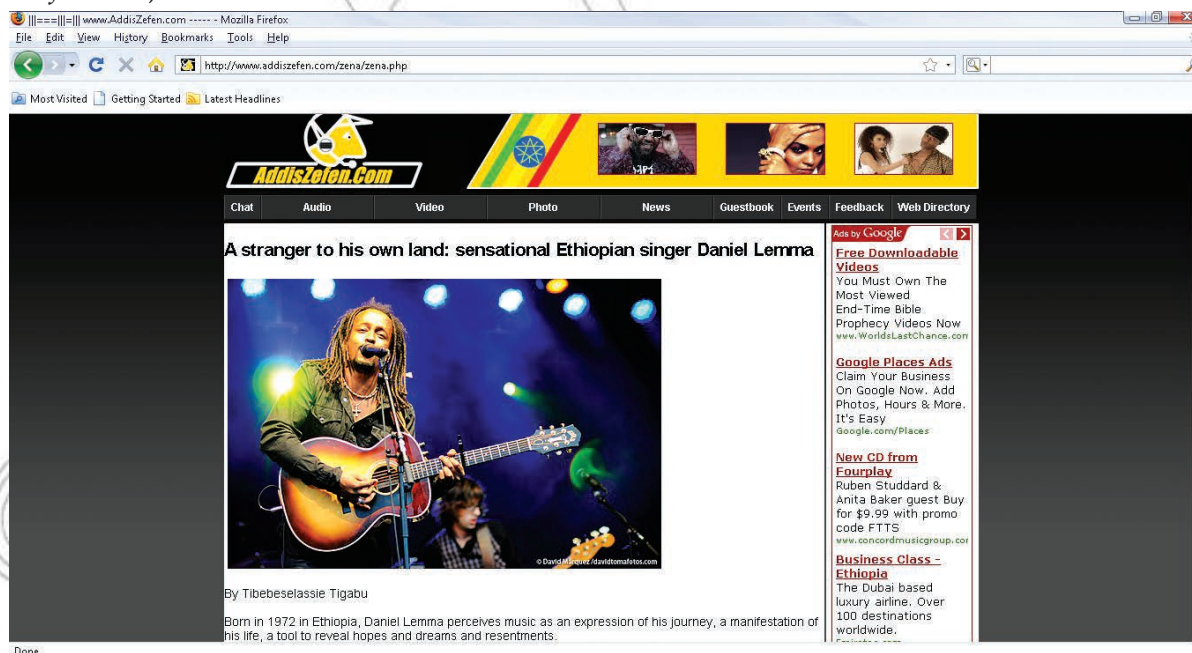 |||===|||=||| www.AddisZefen.com ----- - Mozilla Firefox
File Edit View History Bookmarks Tools Help
http://www.addiszefen.com/zena/zena.php
Most Visited Getting Started Latest Headlines
AddisZefen.Com
Chat Audio Video Photo News Guestbook Events Feedback Web Directory
A stranger to his own land: sensational Ethiopian singer Daniel Lemma
© David Márquez /davidtomafotos.com
By Tibebeselassie Tigabu
Born in 1972 in Ethiopia, Daniel Lemma perceives music as an expression of his journey, a manifestation of
his life, a tool to reveal hopes and dreams and resentments.
Ads by Google
Free Downloadable
Videos
You Must Own The
Most Viewed
End-Time Bible
Prophecy Videos Now
www.WorldsLastChance.com
Google Places Ads
Claim Your Business
On Google Now. Add
Photos, Hours & More.
It's Easy
Google.com/Places
New CD from
Fourplay
Ruben Studdard &
Anita Baker guest Buy
for $9.99 with promo
code FTTS
www.concordmusicgroup.com
Business Class -
Ethiopia
The Dubai based
luxury airline. Over
100 destinations
worldwide.
Emirates.com
Done